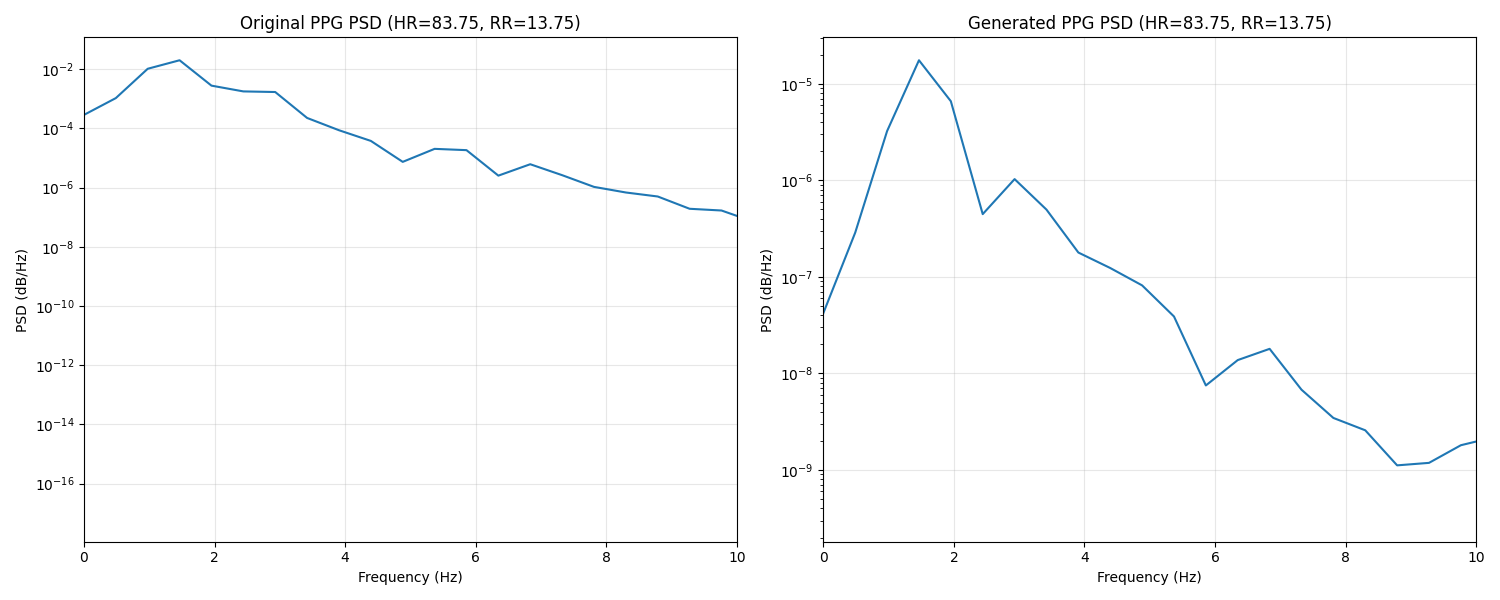 Original PPG PSD (HR=83.75, RR=13.75)
PSD (dB/Hz)
10⁻²
10⁻⁴
10⁻⁶
10⁻⁸
10⁻¹⁰
10⁻¹²
10⁻¹⁴
10⁻¹⁶
0 2 4 6 8 10
Frequency (Hz)
Generated PPG PSD (HR=83.75, RR=13.75)
PSD (dB/Hz)
10⁻⁵
10⁻⁶
10⁻⁷
10⁻⁸
10⁻⁹
0 2 4 6 8 10
Frequency (Hz)